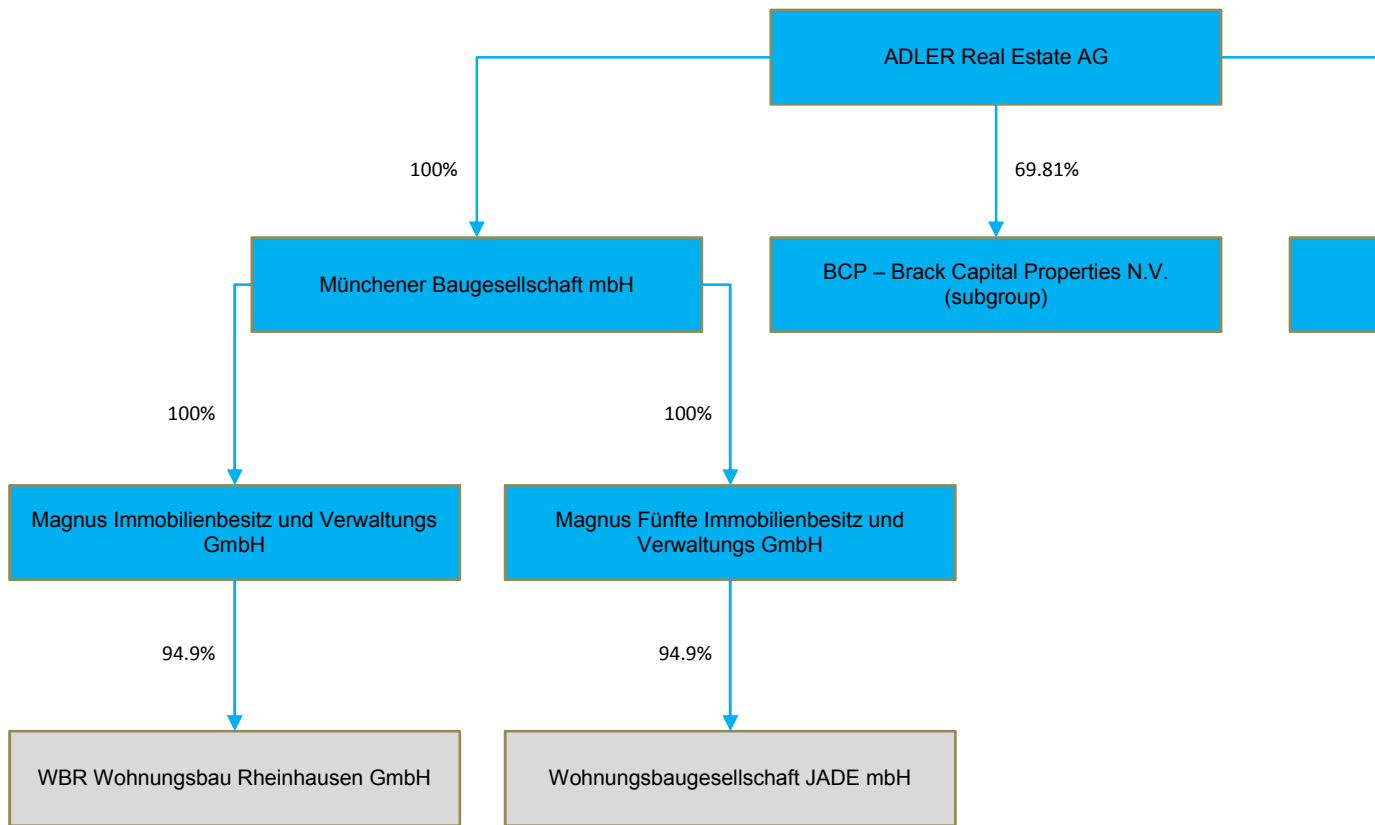 ADLER Real Estate AG
100%
69.81%
Münchener Baugesellschaft mbH
BCP – Brack Capital Properties N.V.
(subgroup)
100%
100%
Magnus Immobilienbesitz und Verwaltungs
GmbH
Magnus Fünfte Immobilienbesitz und
Verwaltungs GmbH
94.9%
94.9%
WBR Wohnungsbau Rheinhausen GmbH
Wohnungsbaugesellschaft JADE mbH